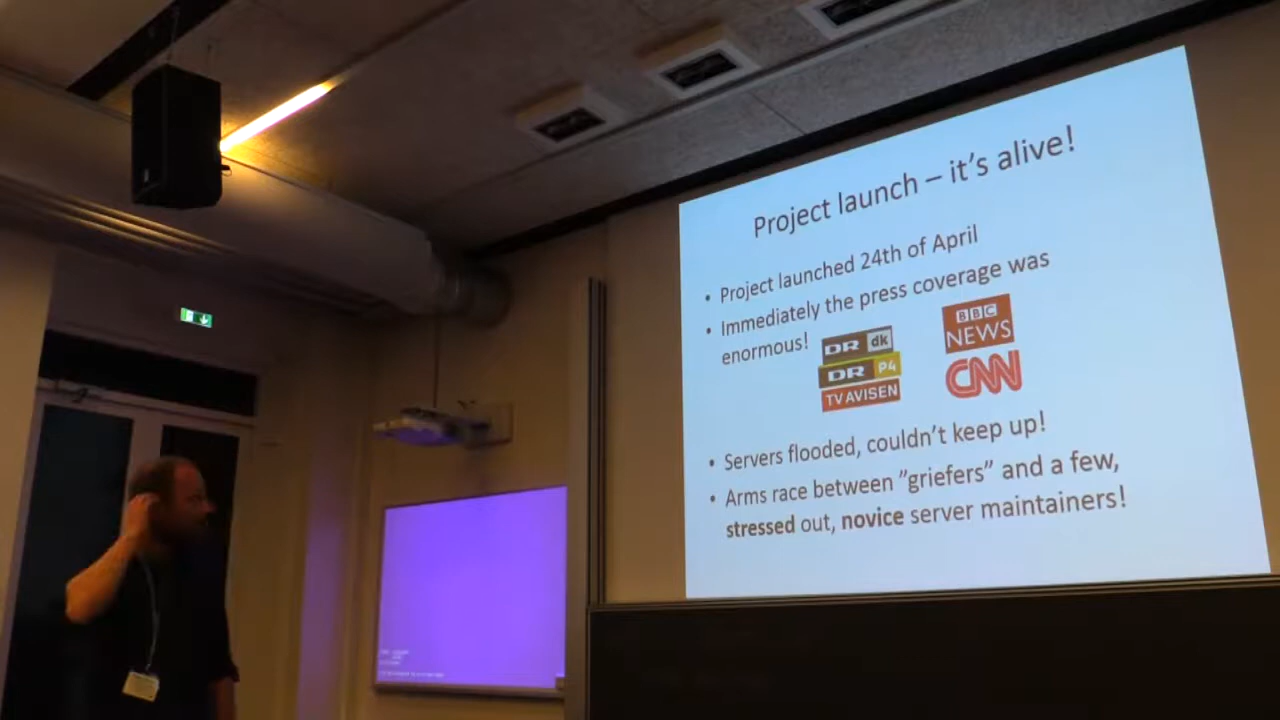 Project launch – it's alive!
• Project launched 24th of April
• Immediately the press coverage was
enormous!
DR dk
DR P4
TV AVISEN
BBC
NEWS
CNN
• Servers flooded, couldn't keep up!
• Arms race between ”griefers” and a few,
stressed out, novice server maintainers!